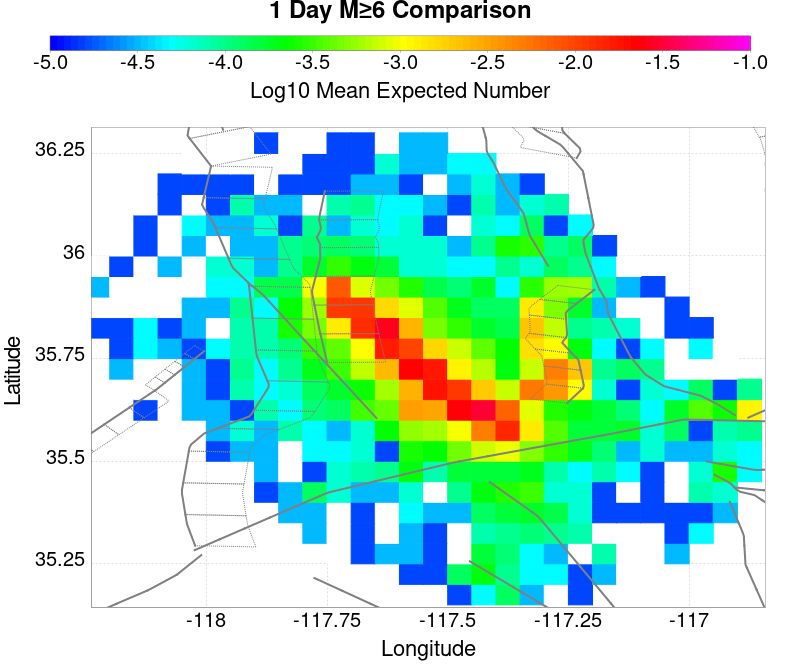 1 Day M≥6 Comparison
-5.0 -4.5 -4.0 -3.5 -3.0 -2.5 -2.0 -1.5 -1.0
Log10 Mean Expected Number
36.25
36
35.75
35.5
35.25
Latitude
-118 -117.75 -117.5 -117.25 -117
Longitude